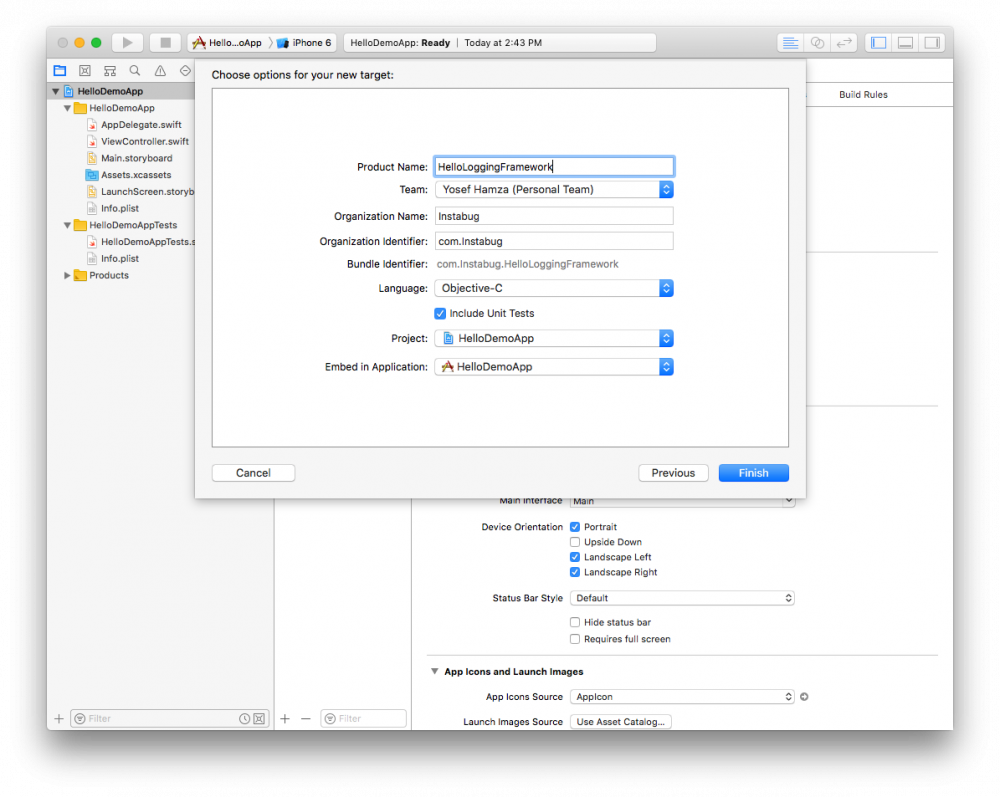 Hello...oApp 〉 iPhone 6
HelloDemoApp: Ready | Today at 2:43 PM
HelloDemoApp
HelloDemoApp
AppDelegate.swift
ViewController.swift
Main.storyboard
Assets.xcassets
LaunchScreen.storyb
Info.plist
HelloDemoAppTests
HelloDemoAppTests.s
Info.plist
Products
Filter
Filter
Choose options for your new target:
Product Name: HelloLoggingFramework
Team: Yosef Hamza (Personal Team)
Organization Name: Instabug
Organization Identifier: com.Instabug
Bundle Identifier: com.Instabug.HelloLoggingFramework
Language: Objective-C
Include Unit Tests
Project: HelloDemoApp
Embed in Application: HelloDemoApp
Cancel Previous Finish
Build Rules
Main Interface Main
Device Orientation Portrait
Upside Down
Landscape Left
Landscape Right
Status Bar Style Default
Hide status bar
Requires full screen
App Icons and Launch Images
App Icons Source AppIcon
Launch Images Source Use Asset Catalog...